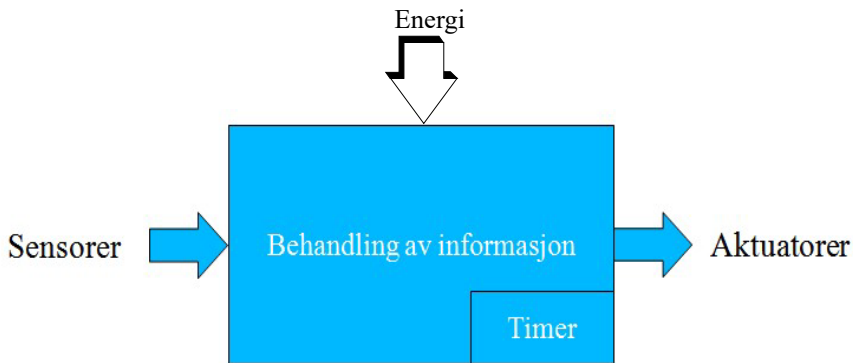 Energi
Sensorer
Behandling av informasjon
Aktuatorer
Timer